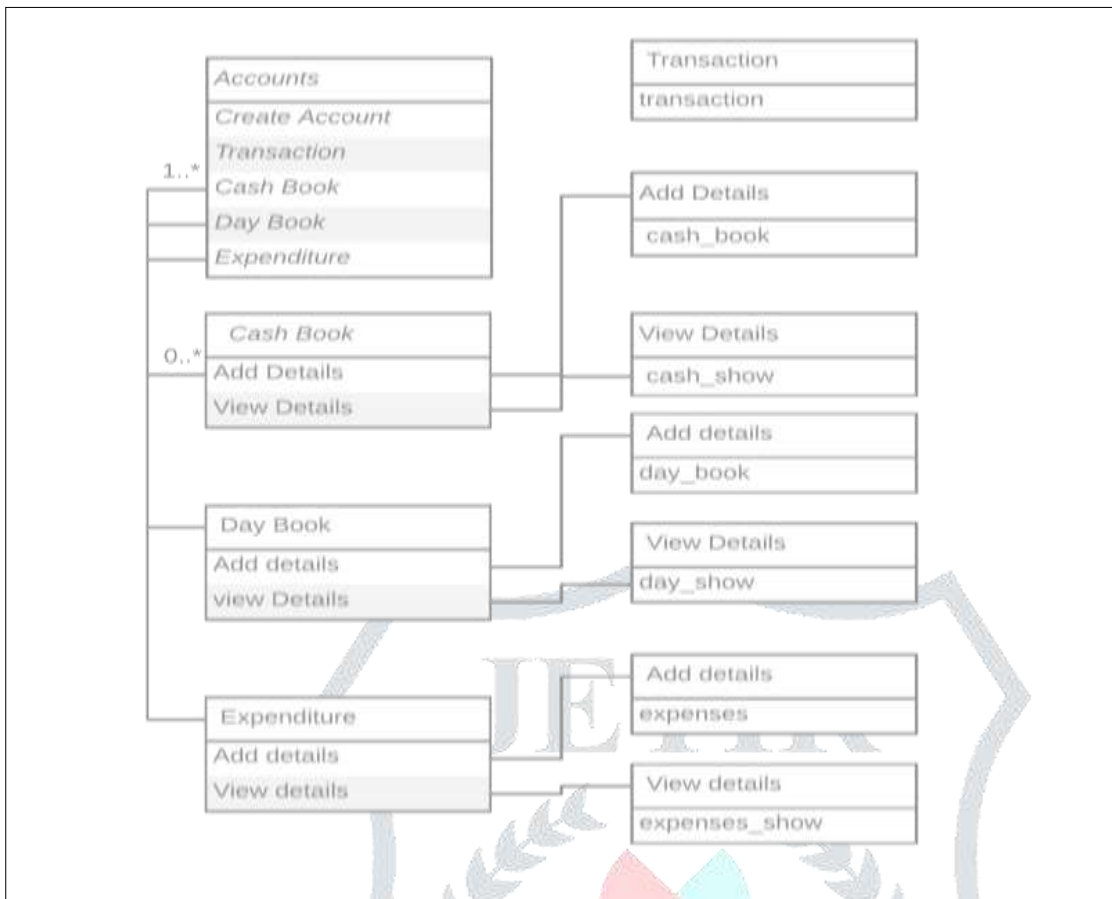 Accounts
Create Account
Transaction
1..*
Cash Book
Day Book
Expenditure
Cash Book
0..*
Add Details
View Details
Day Book
Add details
view Details
Expenditure
Add details
View details
Transaction
transaction
Add Details
cash_book
View Details
cash_show
Add details
day_book
View Details
day_show
Add details
expenses
View details
expenses_show